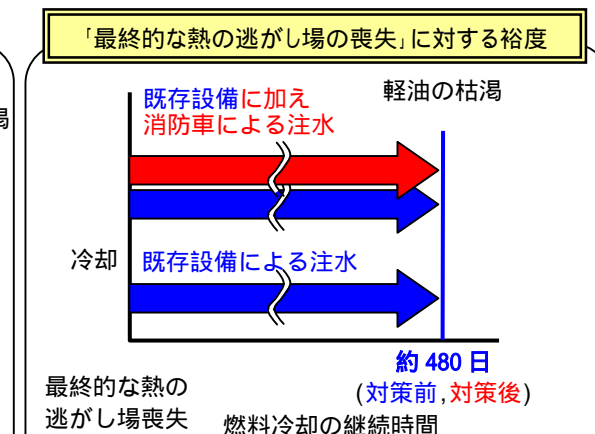 「最終的な熱の逃がし場の喪失」に対する裕度
渇
既存設備に加え
消防車による注水
軽油の枯渇
冷却
既存設備による注水
約 480 日
(対策前,対策後)
最終的な熱の
逃がし場喪失
燃料冷却の継続時間